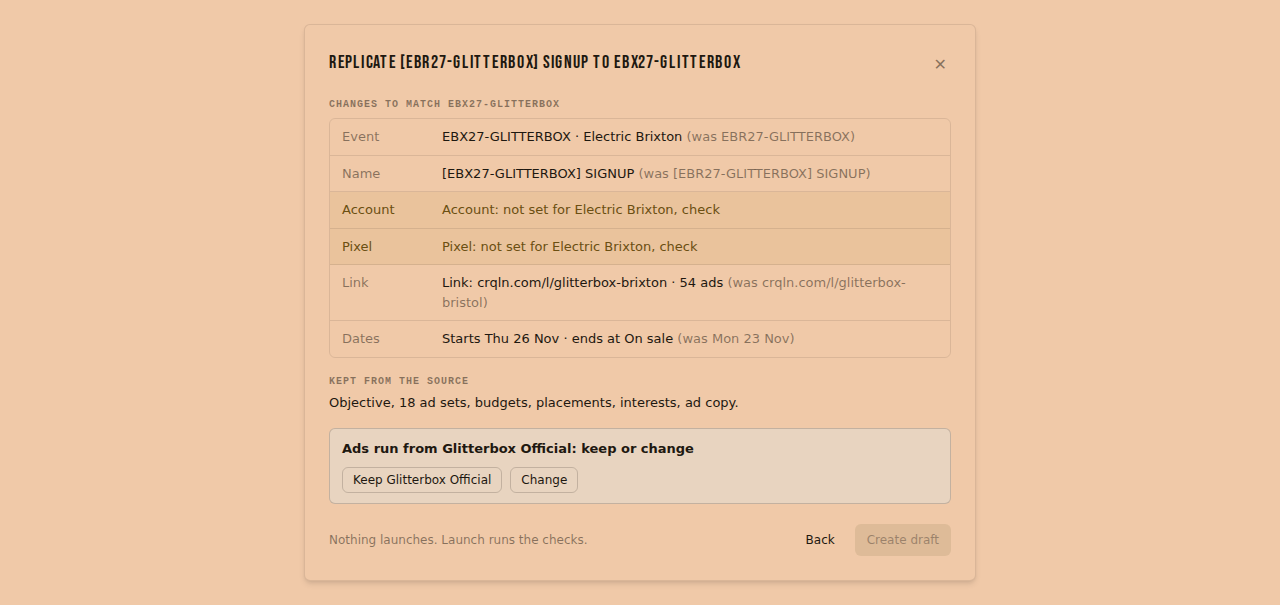 REPLICATE [EBR27-GLITTERBOX] SIGNUP TO EBX27-GLITTERBOX
×
CHANGES TO MATCH EBX27-GLITTERBOX
Event EBX27-GLITTERBOX · Electric Brixton (was EBR27-GLITTERBOX)
Name [EBX27-GLITTERBOX] SIGNUP (was [EBR27-GLITTERBOX] SIGNUP)
Account Account: not set for Electric Brixton, check
Pixel Pixel: not set for Electric Brixton, check
Link Link: crqln.com/l/glitterbox-brixton · 54 ads (was crqln.com/l/glitterbox-
bristol)
Dates Starts Thu 26 Nov · ends at On sale (was Mon 23 Nov)
KEPT FROM THE SOURCE
Objective, 18 ad sets, budgets, placements, interests, ad copy.
Ads run from Glitterbox Official: keep or change
Keep Glitterbox Official Change
Nothing launches. Launch runs the checks. Back Create draft